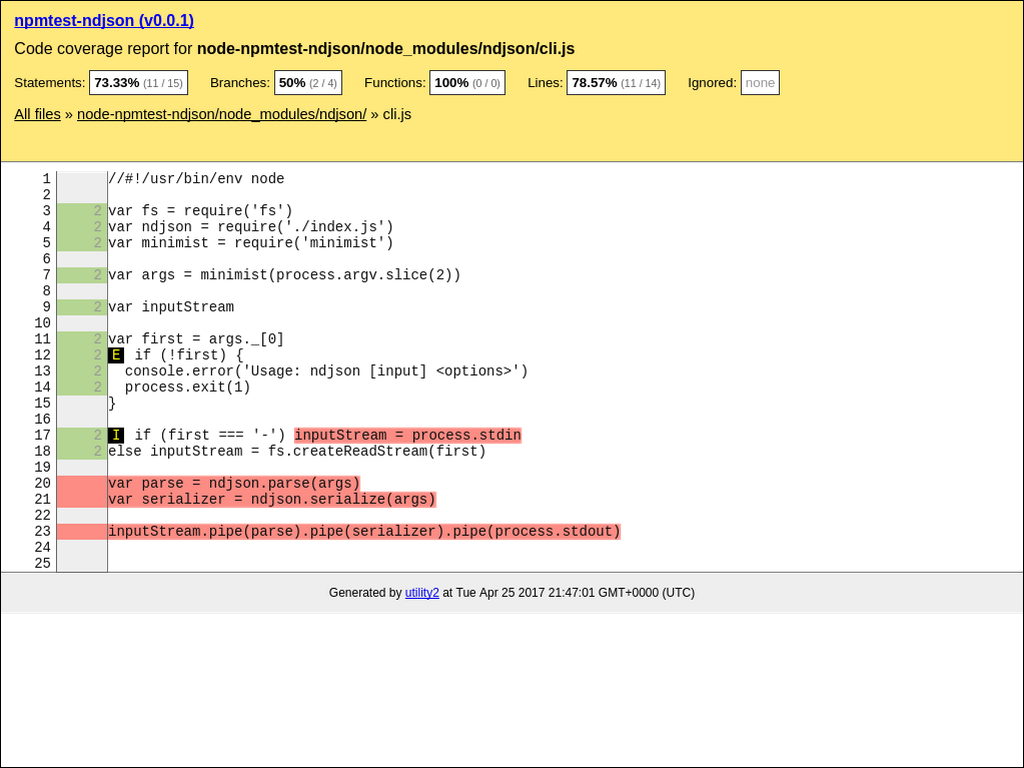 npmtest-ndjson (v0.0.1)
Code coverage report for node-npmtest-ndjson/node_modules/ndjson/cli.js
Statements: 73.33% (11 / 15) Branches: 50% (2 / 4) Functions: 100% (0 / 0) Lines: 78.57% (11 / 14) Ignored: none
All files » node-npmtest-ndjson/node_modules/ndjson/ » cli.js
1 //#!/usr/bin/env node
2
3 2 var fs = require('fs')
4 2 var ndjson = require('./index.js')
5 2 var minimist = require('minimist')
6
7 2 var args = minimist(process.argv.slice(2))
8
9 2 var inputStream
10
11 2 var first = args._[0]
12 2 E if (!first) {
13 2 console.error('Usage: ndjson [input] <options>')
14 2 process.exit(1)
15 }
16
17 2 I if (first === '-') inputStream = process.stdin
18 2 else inputStream = fs.createReadStream(first)
19
20 var parse = ndjson.parse(args)
21 var serializer = ndjson.serialize(args)
22
23 inputStream.pipe(parse).pipe(serializer).pipe(process.stdout)
24
25
Generated by utility2 at Tue Apr 25 2017 21:47:01 GMT+0000 (UTC)